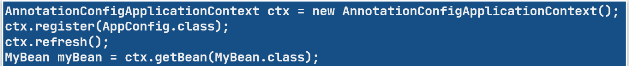 AnnotationConfigApplicationContext ctx = new AnnotationConfigApplicationContext();
ctx.register(AppConfig.class);
ctx.refresh();
MyBean myBean = ctx.getBean(MyBean.class);